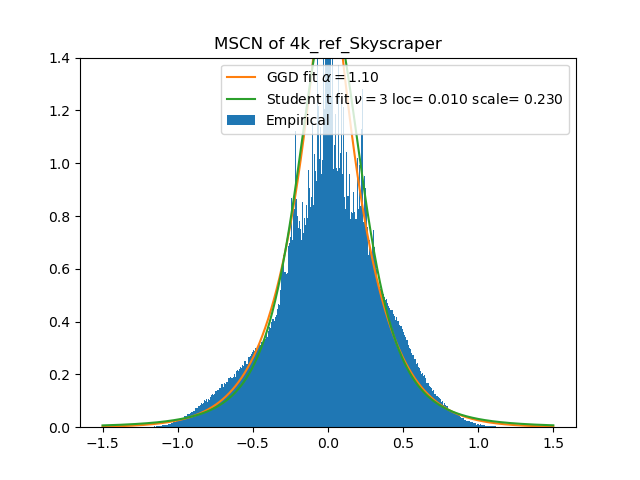 MSCN of 4k_ref_Skyscraper
GGD fit α = 1.10
Student t fit ν = 3 loc= 0.010 scale= 0.230
Empirical
1.4
1.2
1.0
0.8
0.6
0.4
0.2
0.0
−1.5 −1.0 −0.5 0.0 0.5 1.0 1.5